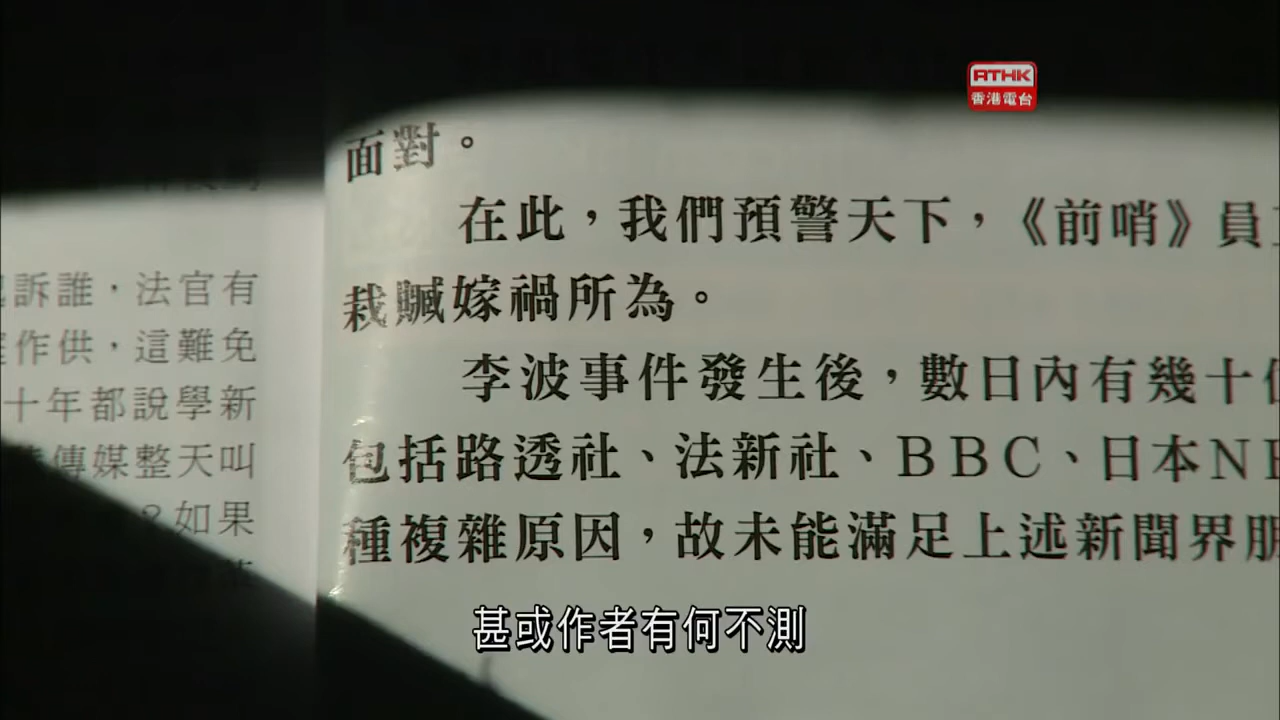 RTHK
香港電台
面對。
在此，我們預警天下，《前哨》員
栽贓嫁禍所為。
李波事件發生後，數日內有幾十
包括路透社、法新社、BBC、日本N
種複雜原因，故未能滿足上述新聞界朋
訴誰，法官有
作供，這難免
十年都說學新
傳媒整天叫
？如果
甚或作者有何不測